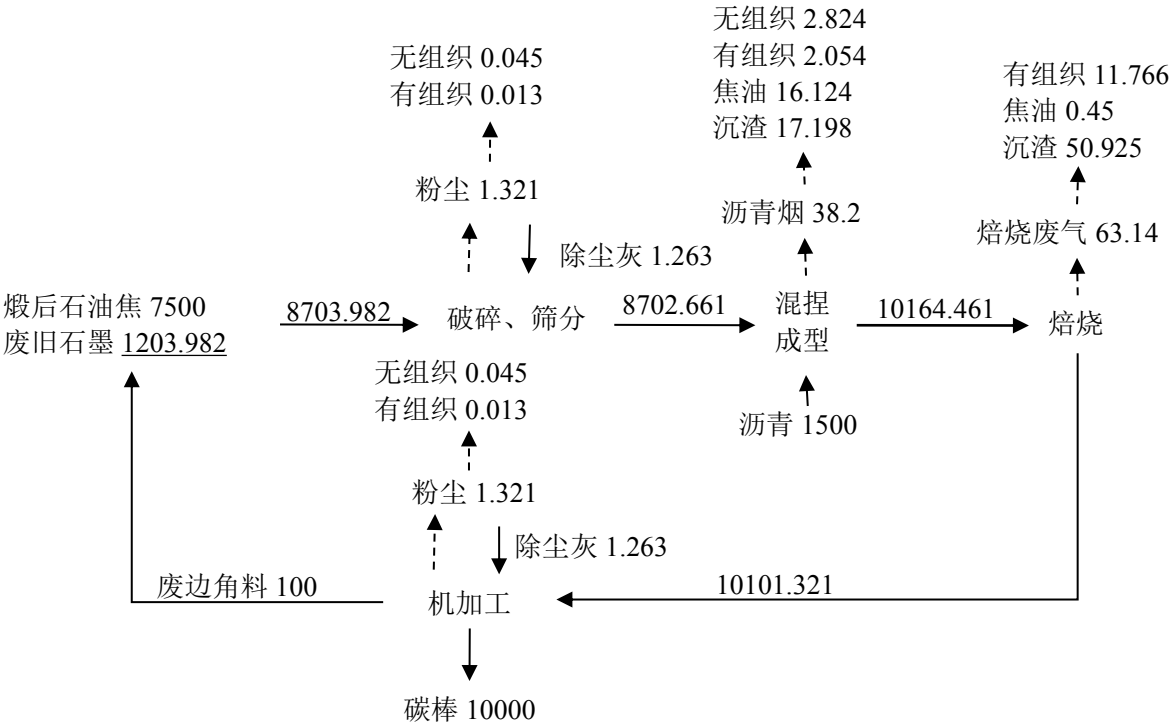 无组织 2.824
有组织 2.054
焦油 16.124
沉渣 17.198
无组织 0.045
有组织 0.013
有组织 11.766
焦油 0.45
沉渣 50.925
粉尘 1.321
沥青烟 38.2
焙烧废气 63.14
除尘灰 1.263
煅后石油焦 7500
废旧石墨 1203.982
8703.982
破碎、筛分
8702.661
混捏
成型
10164.461
焙烧
无组织 0.045
有组织 0.013
沥青 1500
粉尘 1.321
除尘灰 1.263
废边角料 100
机加工
10101.321
碳棒 10000